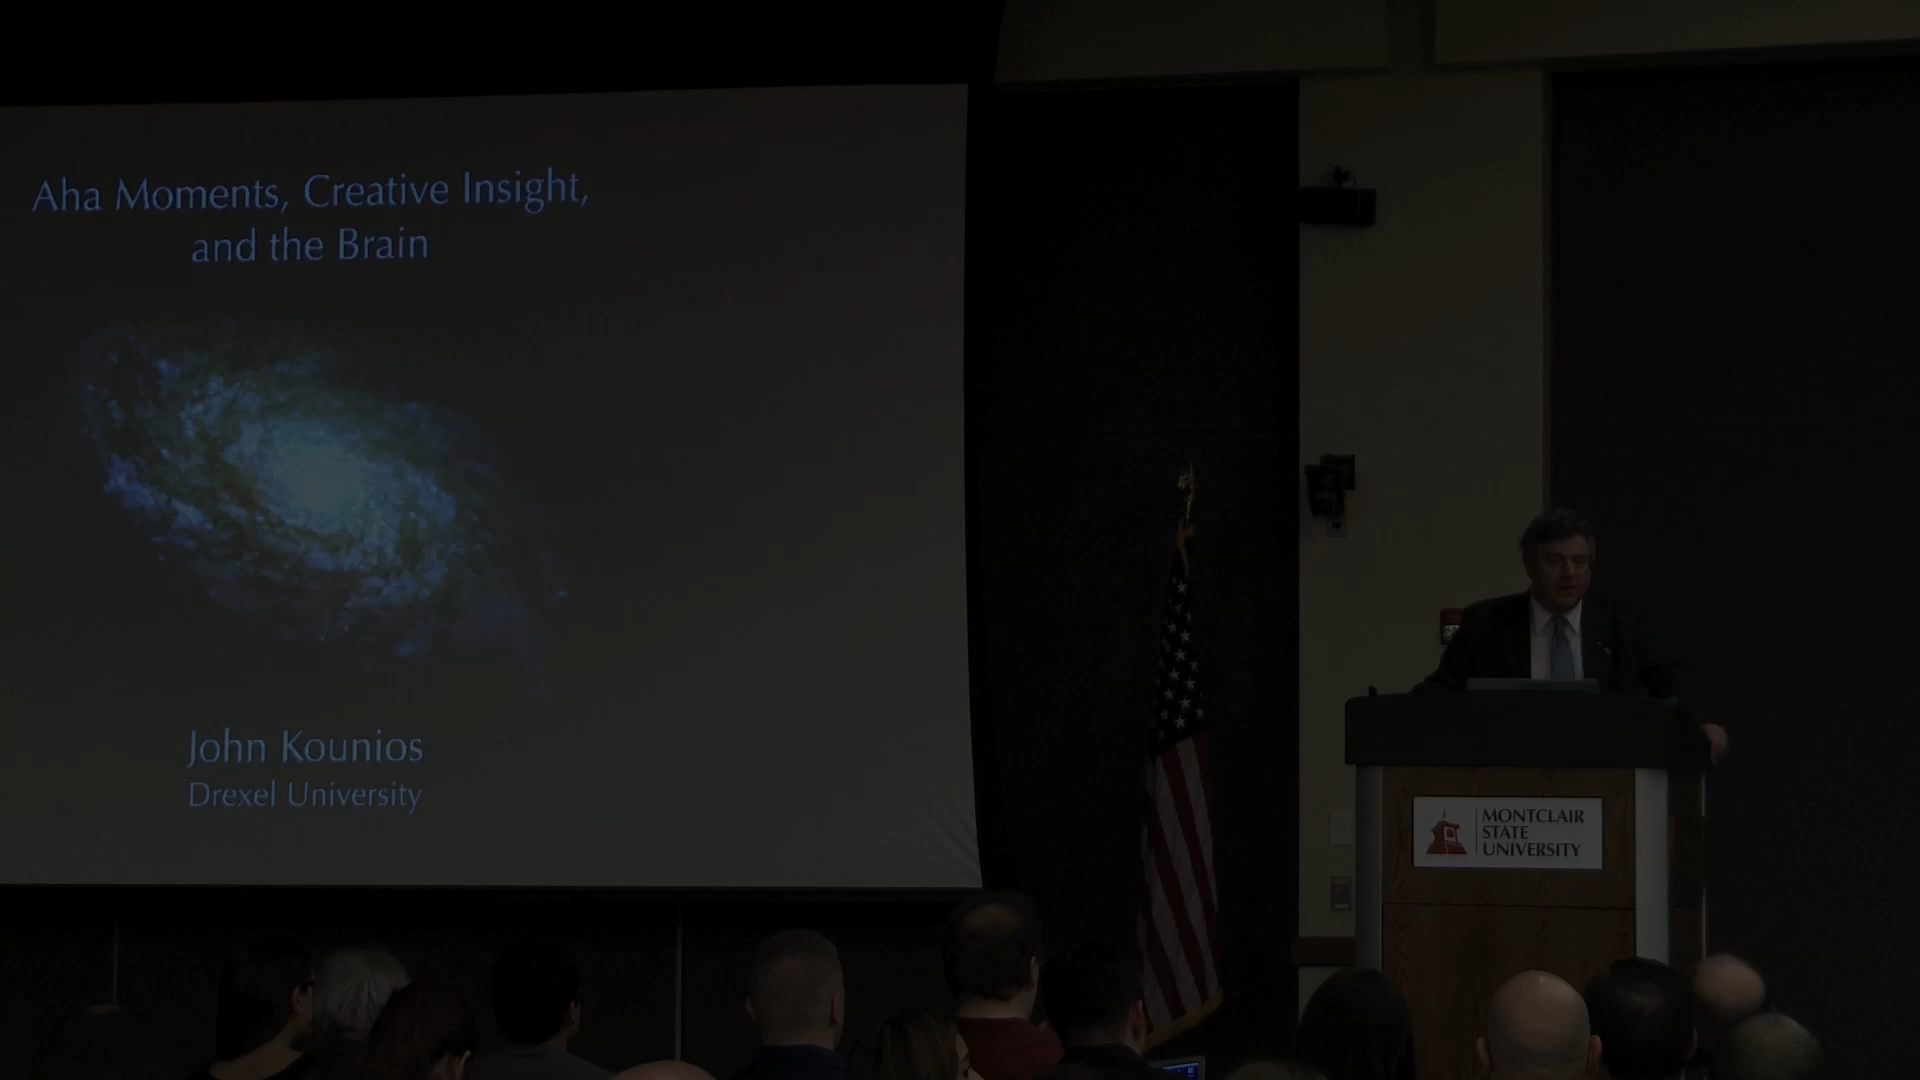 Aha Moments, Creative Insight,
and the Brain
John Kounios
Drexel University
MONTCLAIR
STATE
UNIVERSITY